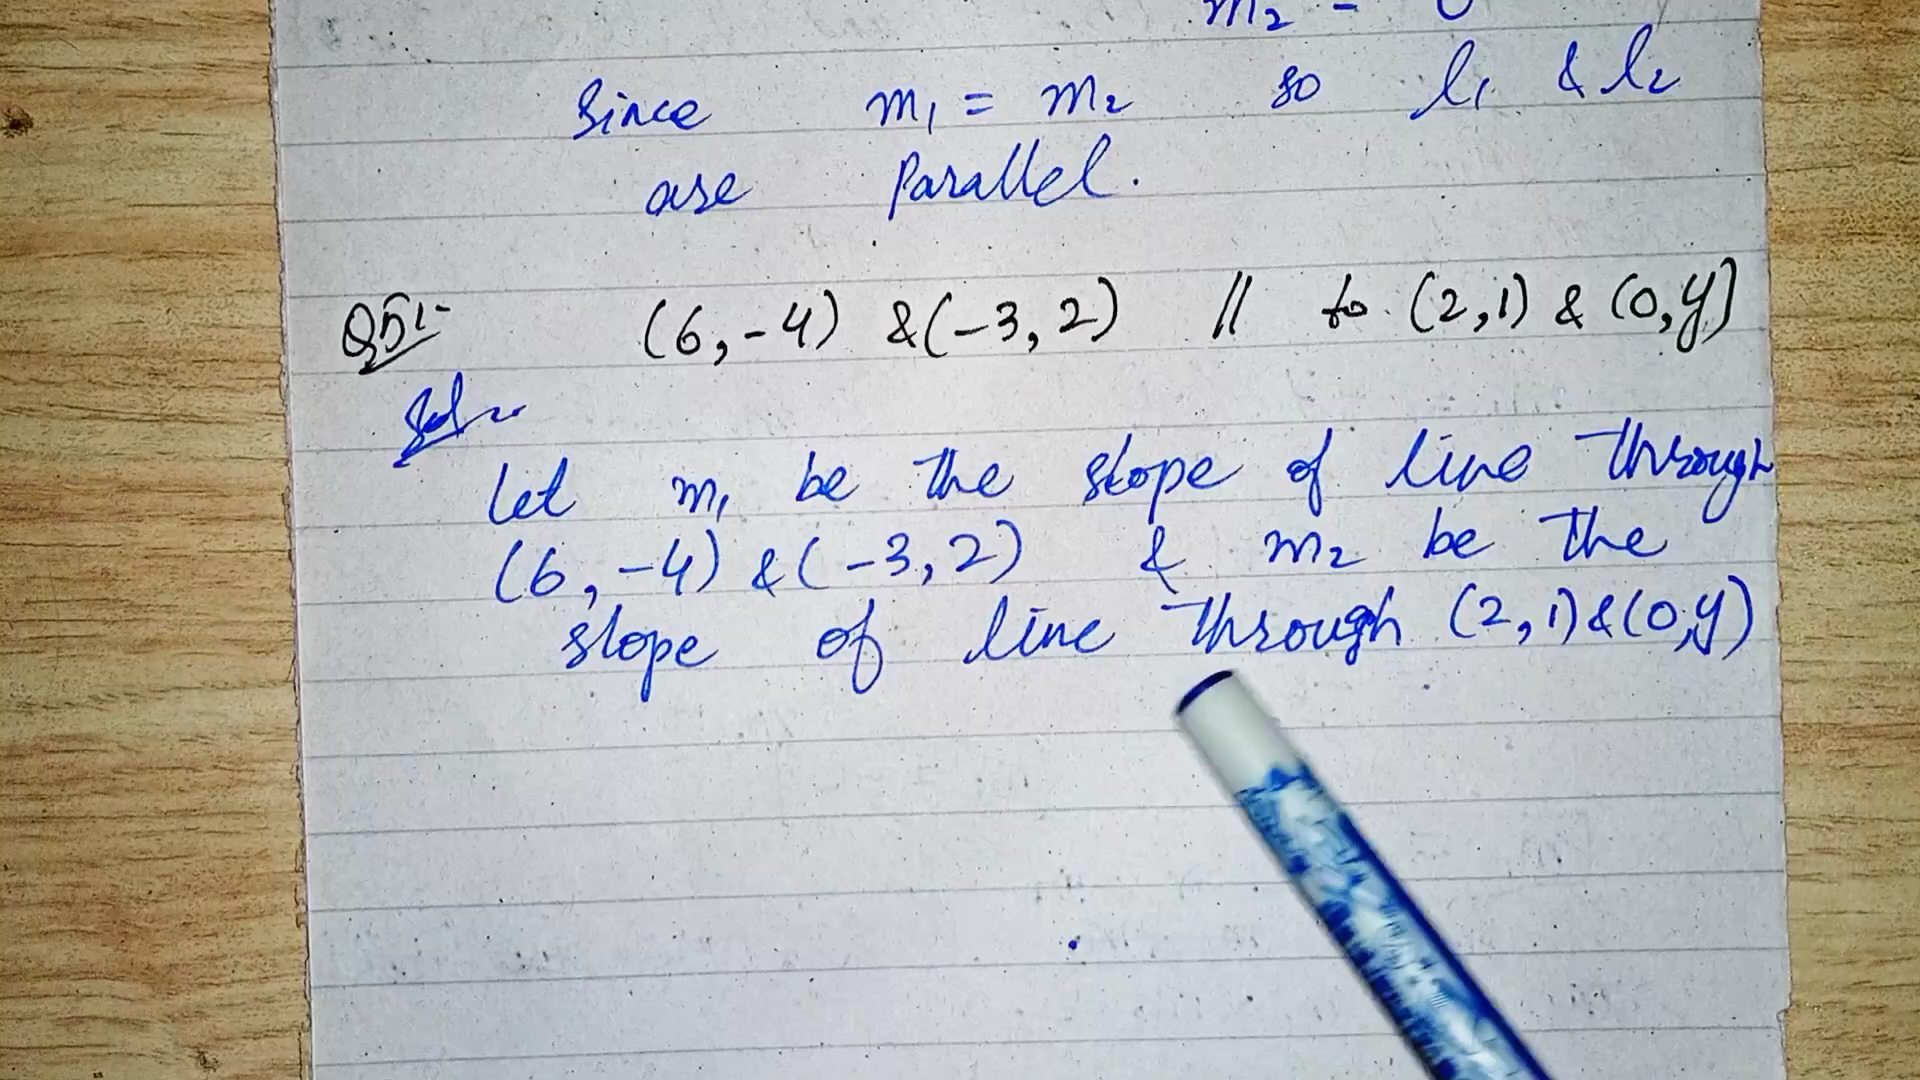 m₂ = 0
Since m₁ = m₂ so l₁ & l₂
are Parallel.
Q5:- (6,-4) &(-3,2) // to (2,1) & (0,y)
Sol:-
Let m₁ be the slope of line through
(6,-4) &(-3,2) & m₂ be the
slope of line through (2,1)&(0,y)